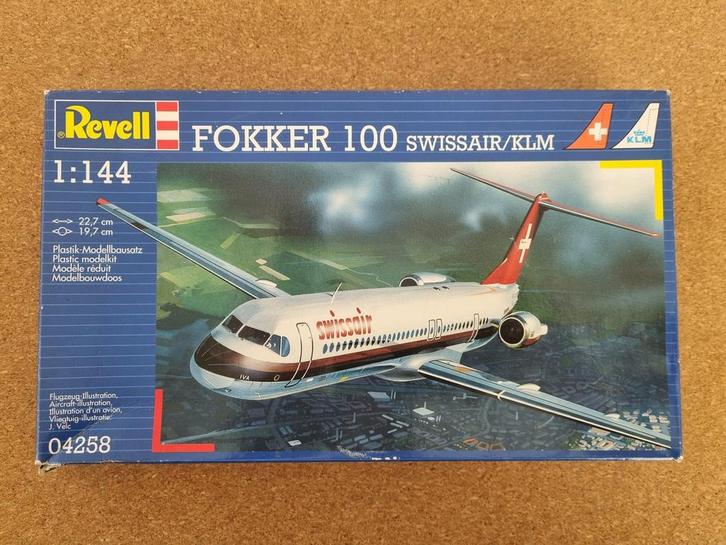 Revell
FOKKER 100 SWISSAIR/KLM
KLM
1:144
22,7 cm
19,7 cm
Plastik-Modellbausatz
Plastic modelkit
Modèle réduit
Modelbouwdoos
swissair
IVA
Flugzeug-Illustration,
Aircraft-illustration,
Illustration d'un avion,
Vliegtuig-illustratie:
J. Velc
04258